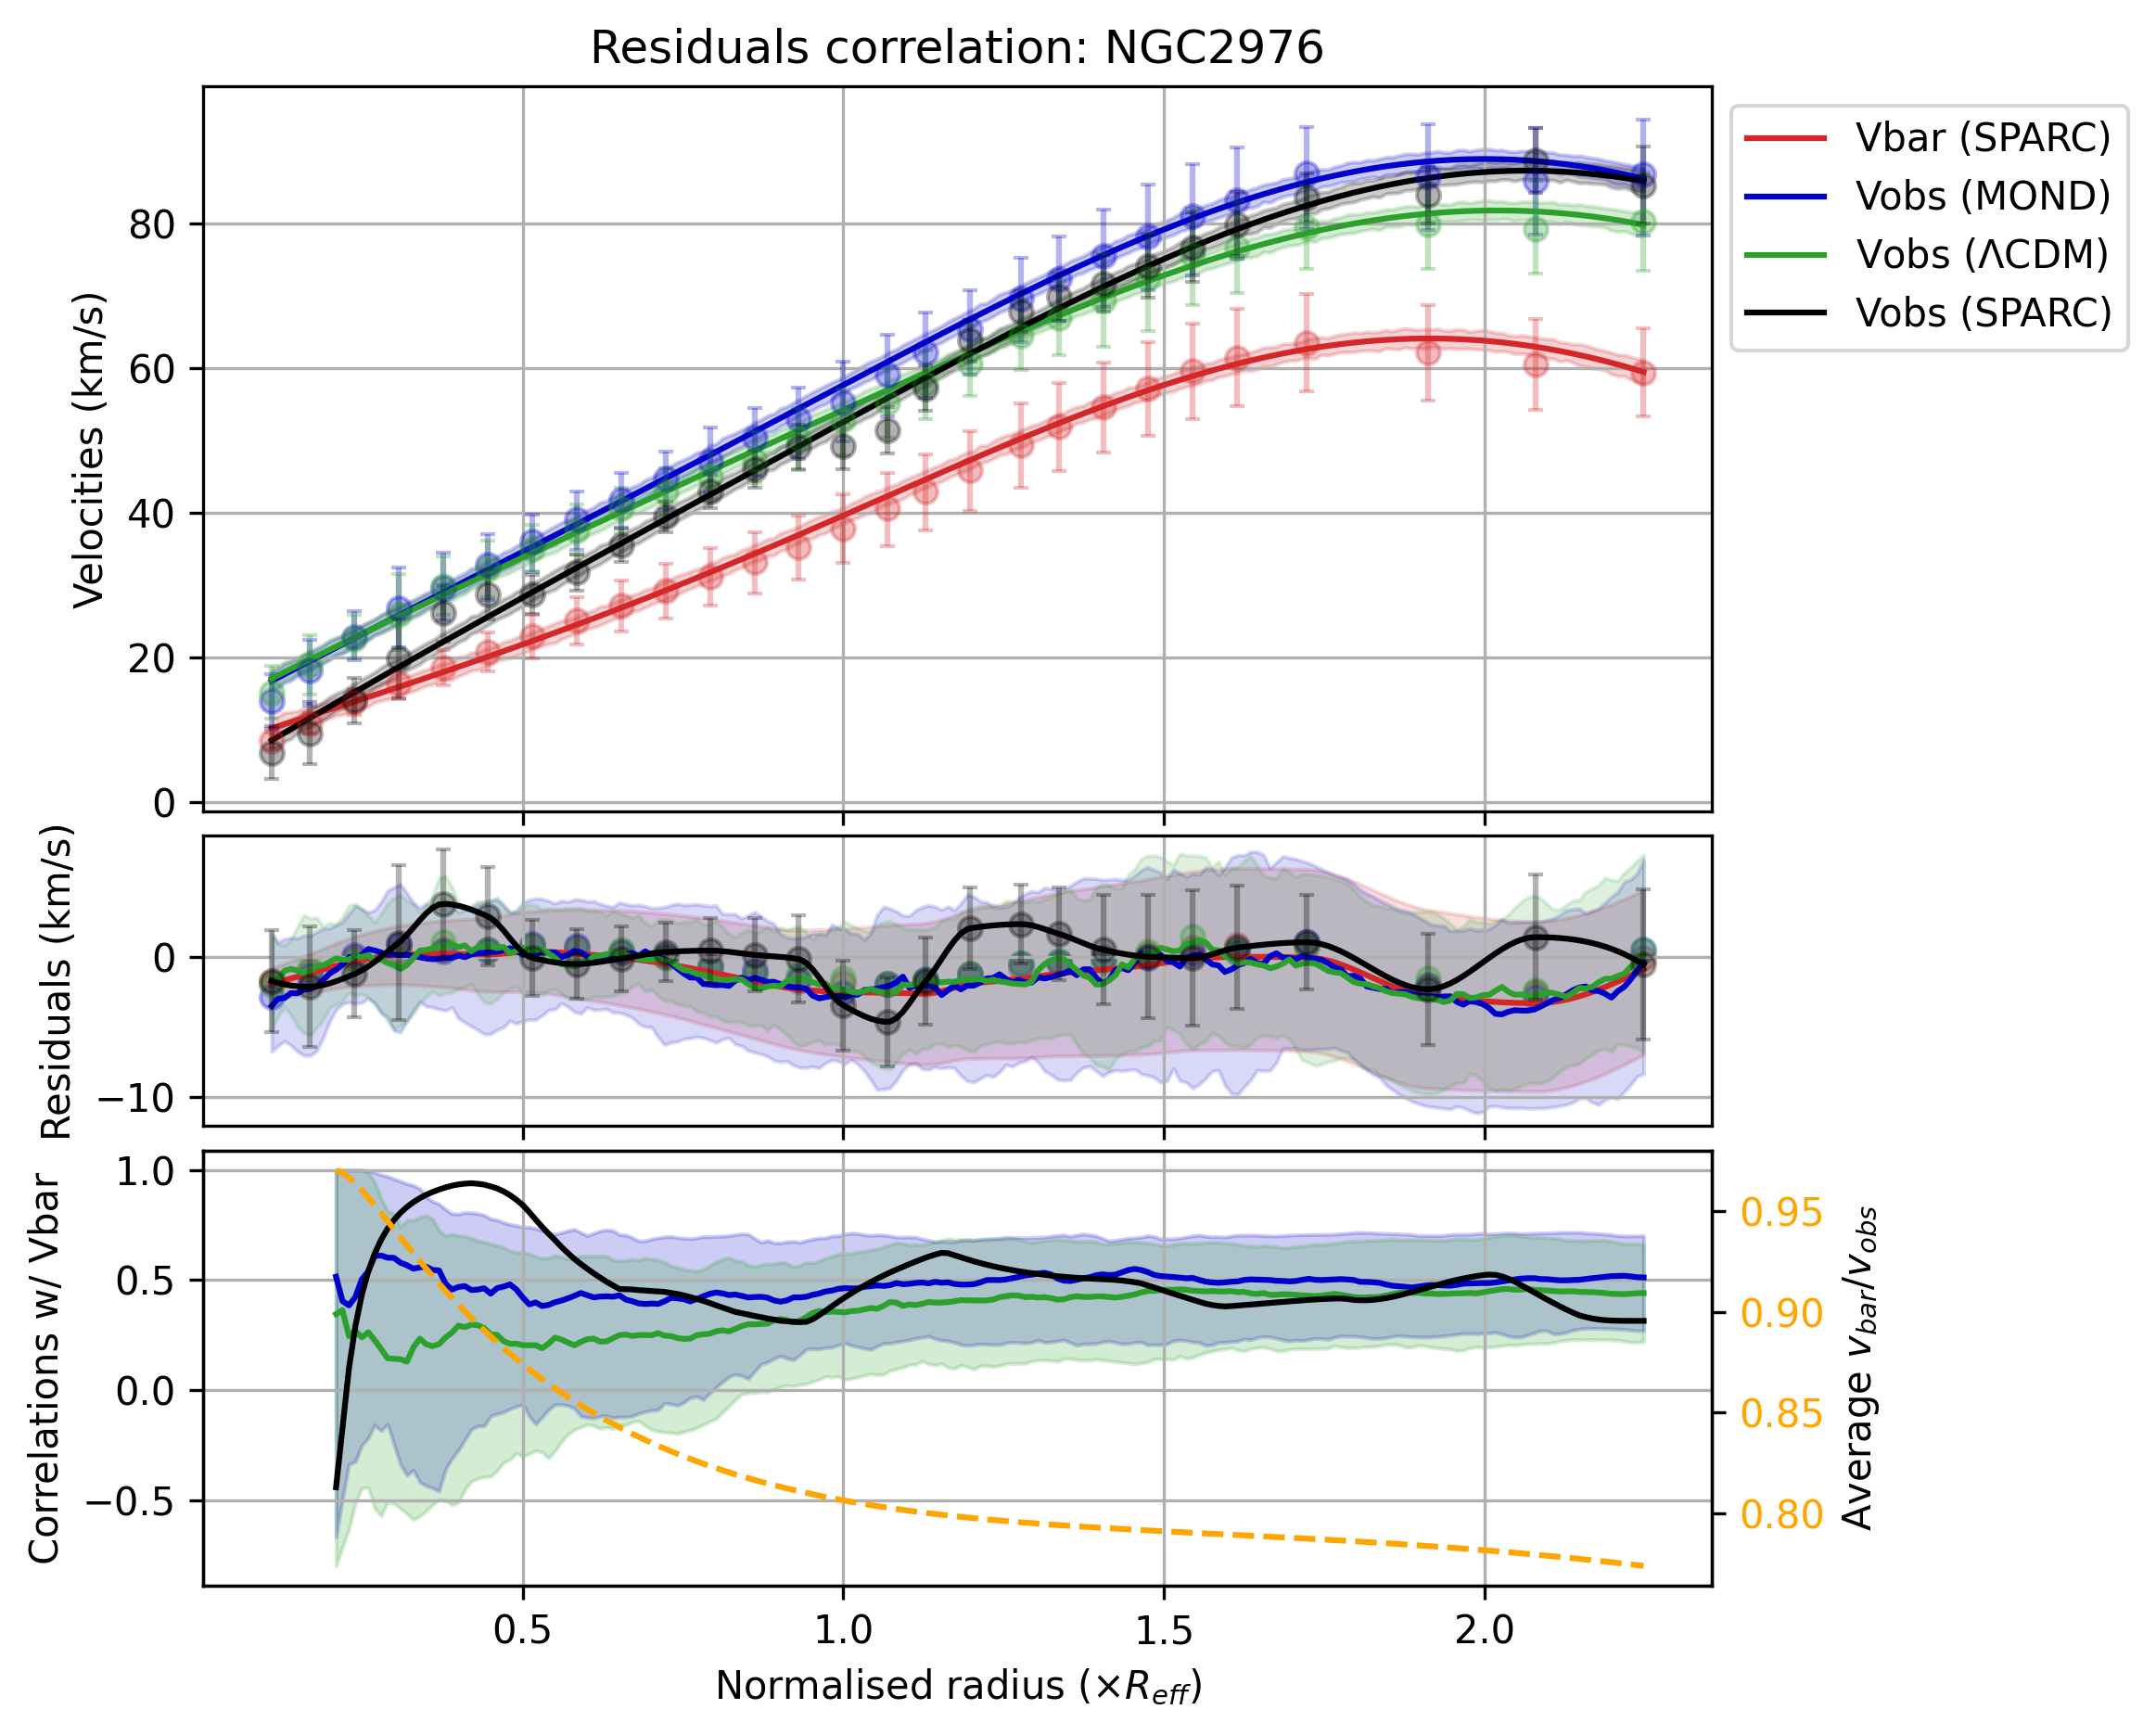 Residuals correlation: NGC2976
Vbar (SPARC)
Vobs (MOND)
Vobs (ΛCDM)
Vobs (SPARC)
Velocities (km/s)
80
60
40
20
0
Residuals (km/s)
0
−10
Correlations w/ Vbar
1.0
0.5
0.0
−0.5
0.95
0.90
0.85
0.80
Average v_bar/v_obs
0.5 1.0 1.5 2.0
Normalised radius (×R_eff)